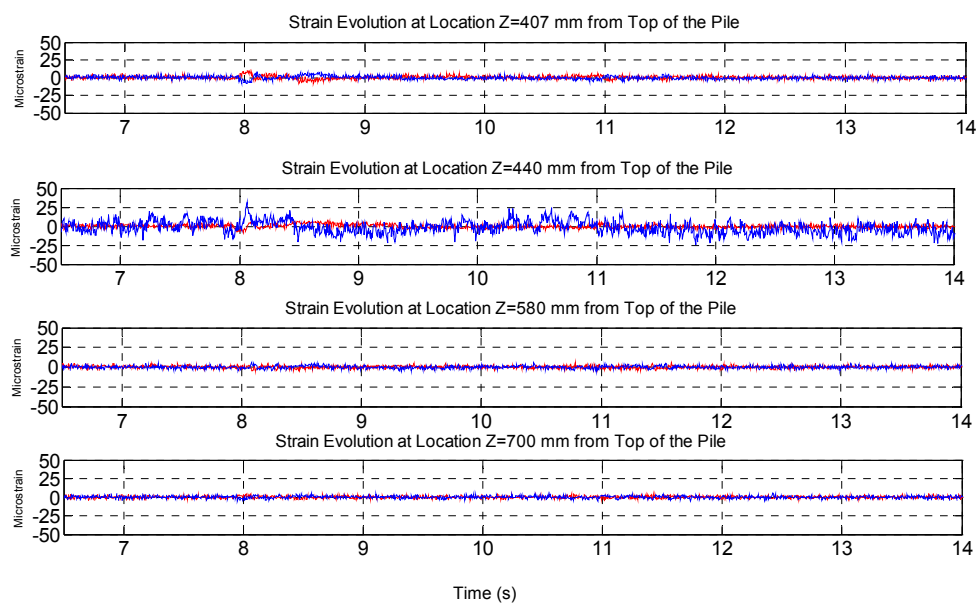 Strain Evolution at Location Z=407 mm from Top of the Pile
Microstrain
50
25
0
-25
-50
7 8 9 10 11 12 13 14
Strain Evolution at Location Z=440 mm from Top of the Pile
Microstrain
50
25
0
-25
-50
7 8 9 10 11 12 13 14
Strain Evolution at Location Z=580 mm from Top of the Pile
Microstrain
50
25
0
-25
-50
7 8 9 10 11 12 13 14
Strain Evolution at Location Z=700 mm from Top of the Pile
Microstrain
50
25
0
-25
-50
7 8 9 10 11 12 13 14
Time (s)